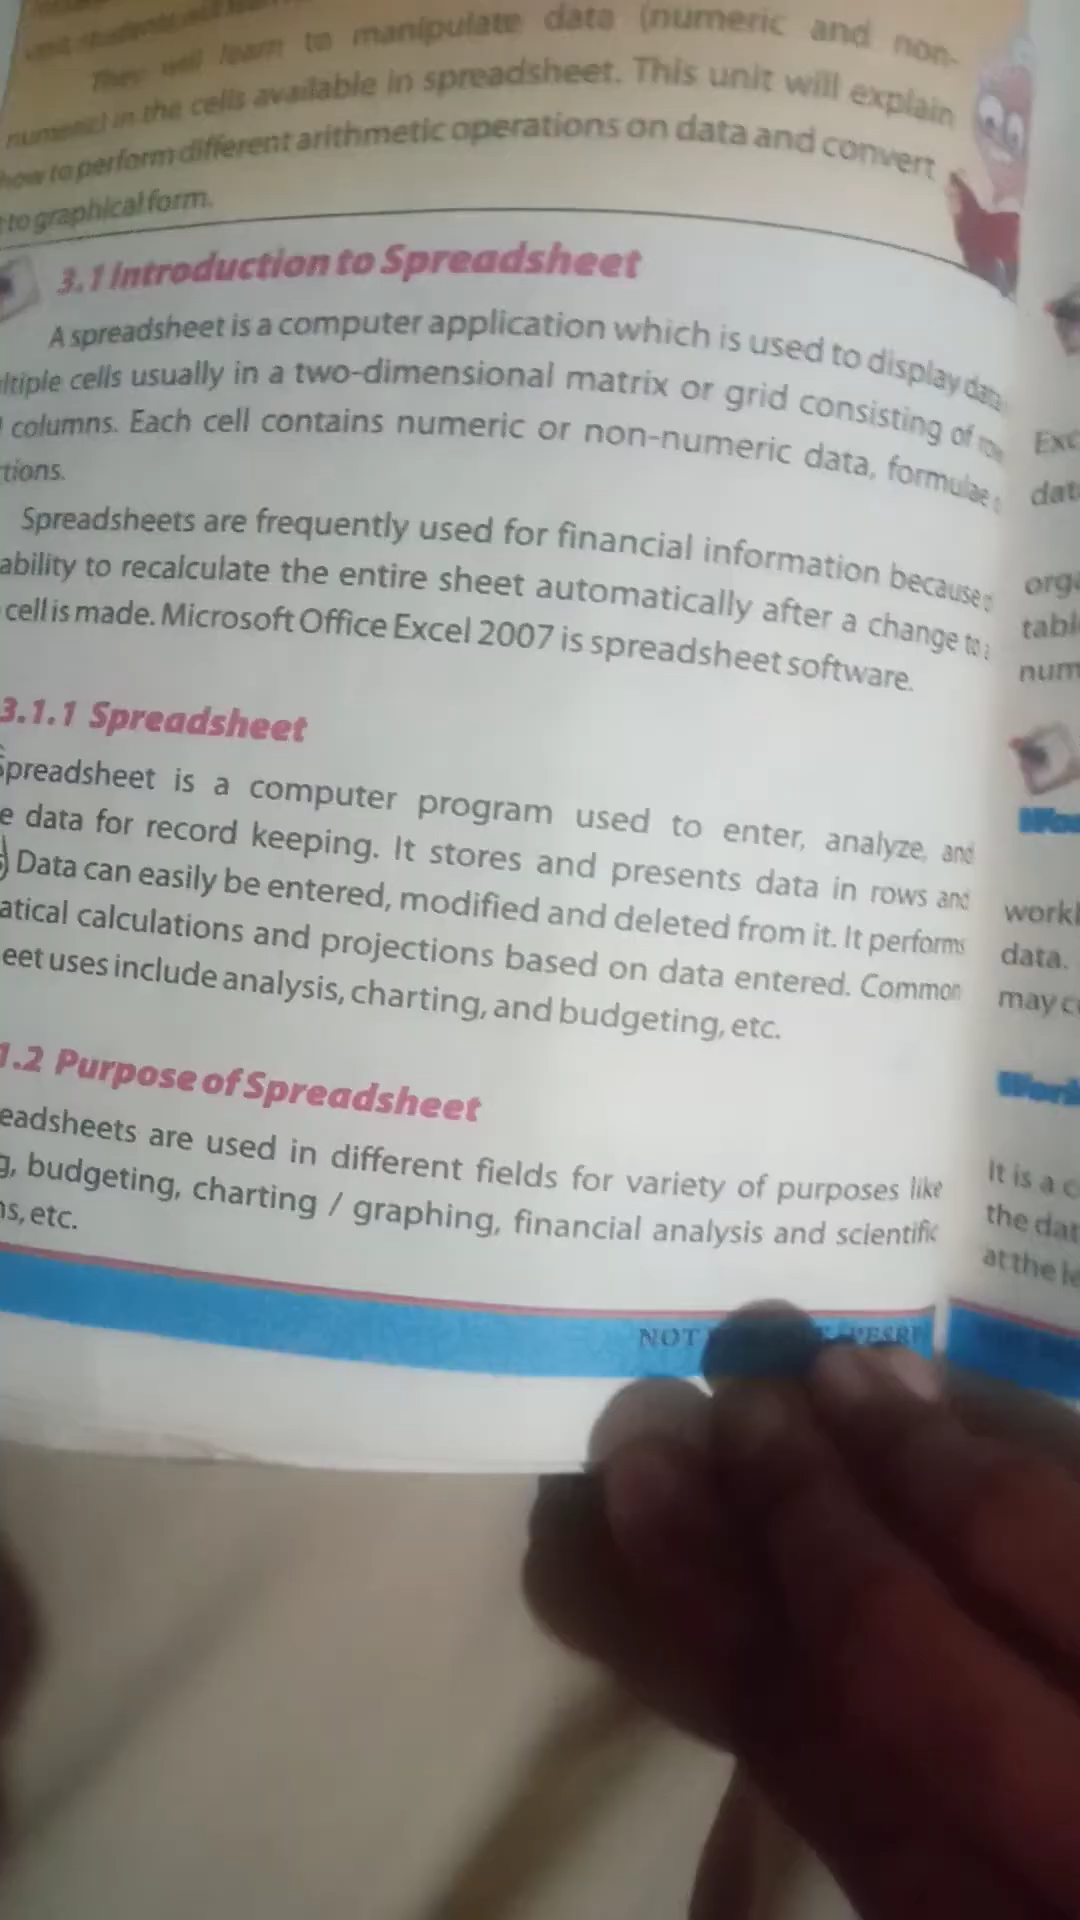 They will learn to manipulate data (numeric and non-
numeric) in the cells available in spreadsheet. This unit will explain
how to perform different arithmetic operations on data and convert
to graphical form.
3.1 Introduction to Spreadsheet
A spreadsheet is a computer application which is used to display data
ltiple cells usually in a two-dimensional matrix or grid consisting of row
columns. Each cell contains numeric or non-numeric data, formulae
tions.
Spreadsheets are frequently used for financial information because
ability to recalculate the entire sheet automatically after a change to a
cell is made. Microsoft Office Excel 2007 is spreadsheet software.
3.1.1 Spreadsheet
Spreadsheet is a computer program used to enter, analyze, and
e data for record keeping. It stores and presents data in rows and
) Data can easily be entered, modified and deleted from it. It performs
atical calculations and projections based on data entered. Common
eet uses include analysis, charting, and budgeting, etc.
1.2 Purpose of Spreadsheet
eadsheets are used in different fields for variety of purposes like
g, budgeting, charting / graphing, financial analysis and scientific
ns, etc.
NOT
Exc
dat
orga
table
num
workb
data.
may c
Work
It is a c
the dat
at the le